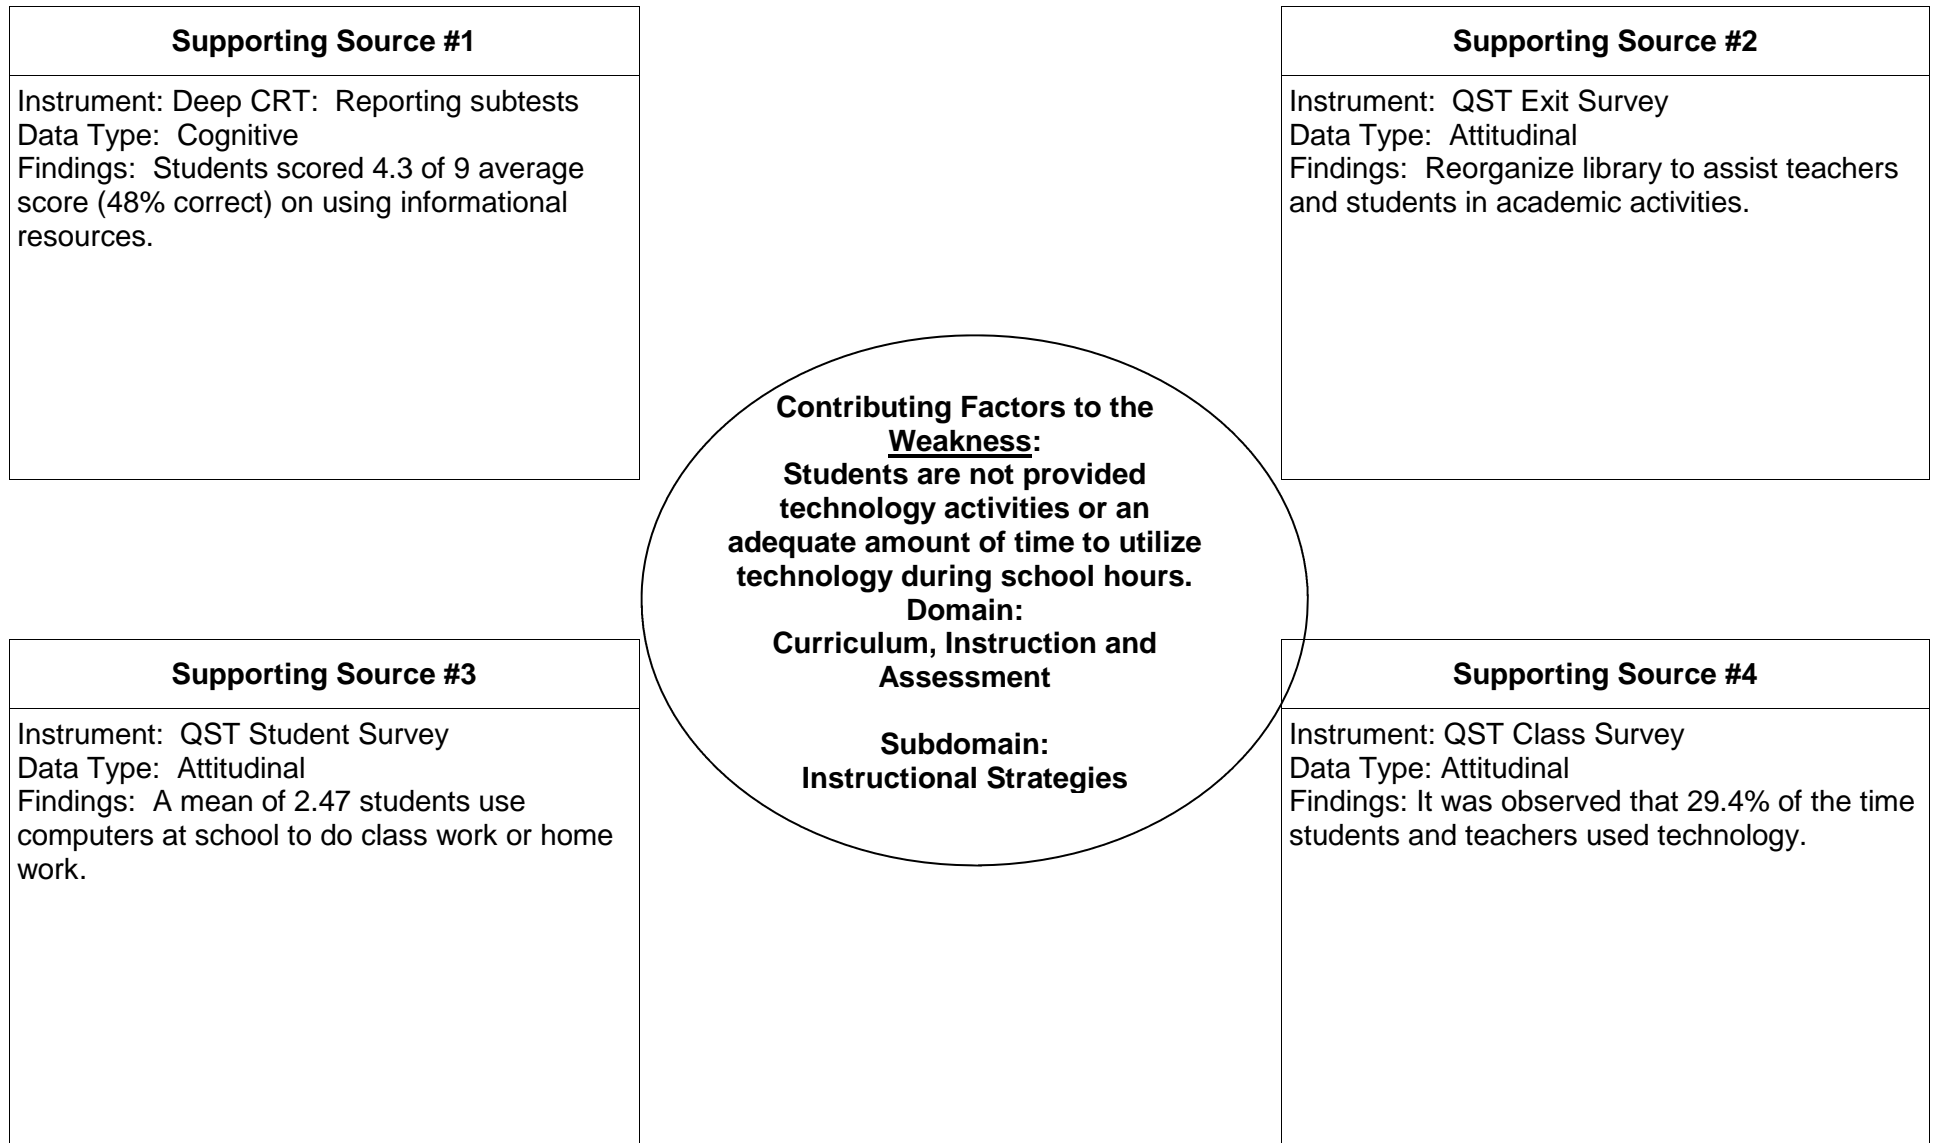 Supporting Source #1
Instrument: Deep CRT:  Reporting subtests
Data Type:  Cognitive
Findings:  Students scored 4.3 of 9 average
score (48% correct) on using informational
resources.
Supporting Source #2
Instrument:  QST Exit Survey
Data Type:  Attitudinal
Findings:  Reorganize library to assist teachers
and students in academic activities.
Contributing Factors to the
Weakness:
Students are not provided
technology activities or an
adequate amount of time to utilize
technology during school hours.
Domain:
Curriculum, Instruction and
Assessment
Subdomain:
Instructional Strategies
Supporting Source #3
Instrument:  QST Student Survey
Data Type:  Attitudinal
Findings:  A mean of 2.47 students use
computers at school to do class work or home
work.
Supporting Source #4
Instrument: QST Class Survey
Data Type: Attitudinal
Findings: It was observed that 29.4% of the time
students and teachers used technology.